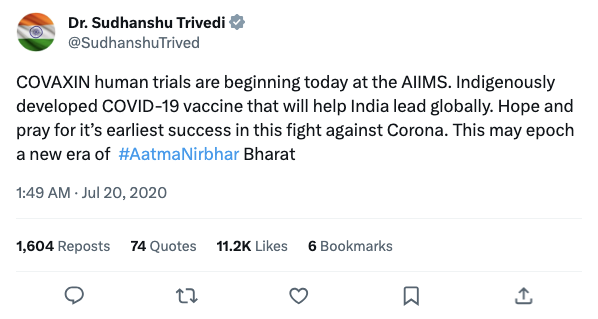 Dr. Sudhanshu Trivedi
@SudhanshuTrived
COVAXIN human trials are beginning today at the AIIMS. Indigenously
developed COVID-19 vaccine that will help India lead globally. Hope and
pray for it’s earliest success in this fight against Corona. This may epoch
a new era of #AatmaNirbhar Bharat
1:49 AM · Jul 20, 2020
1,604 Reposts 74 Quotes 11.2K Likes 6 Bookmarks